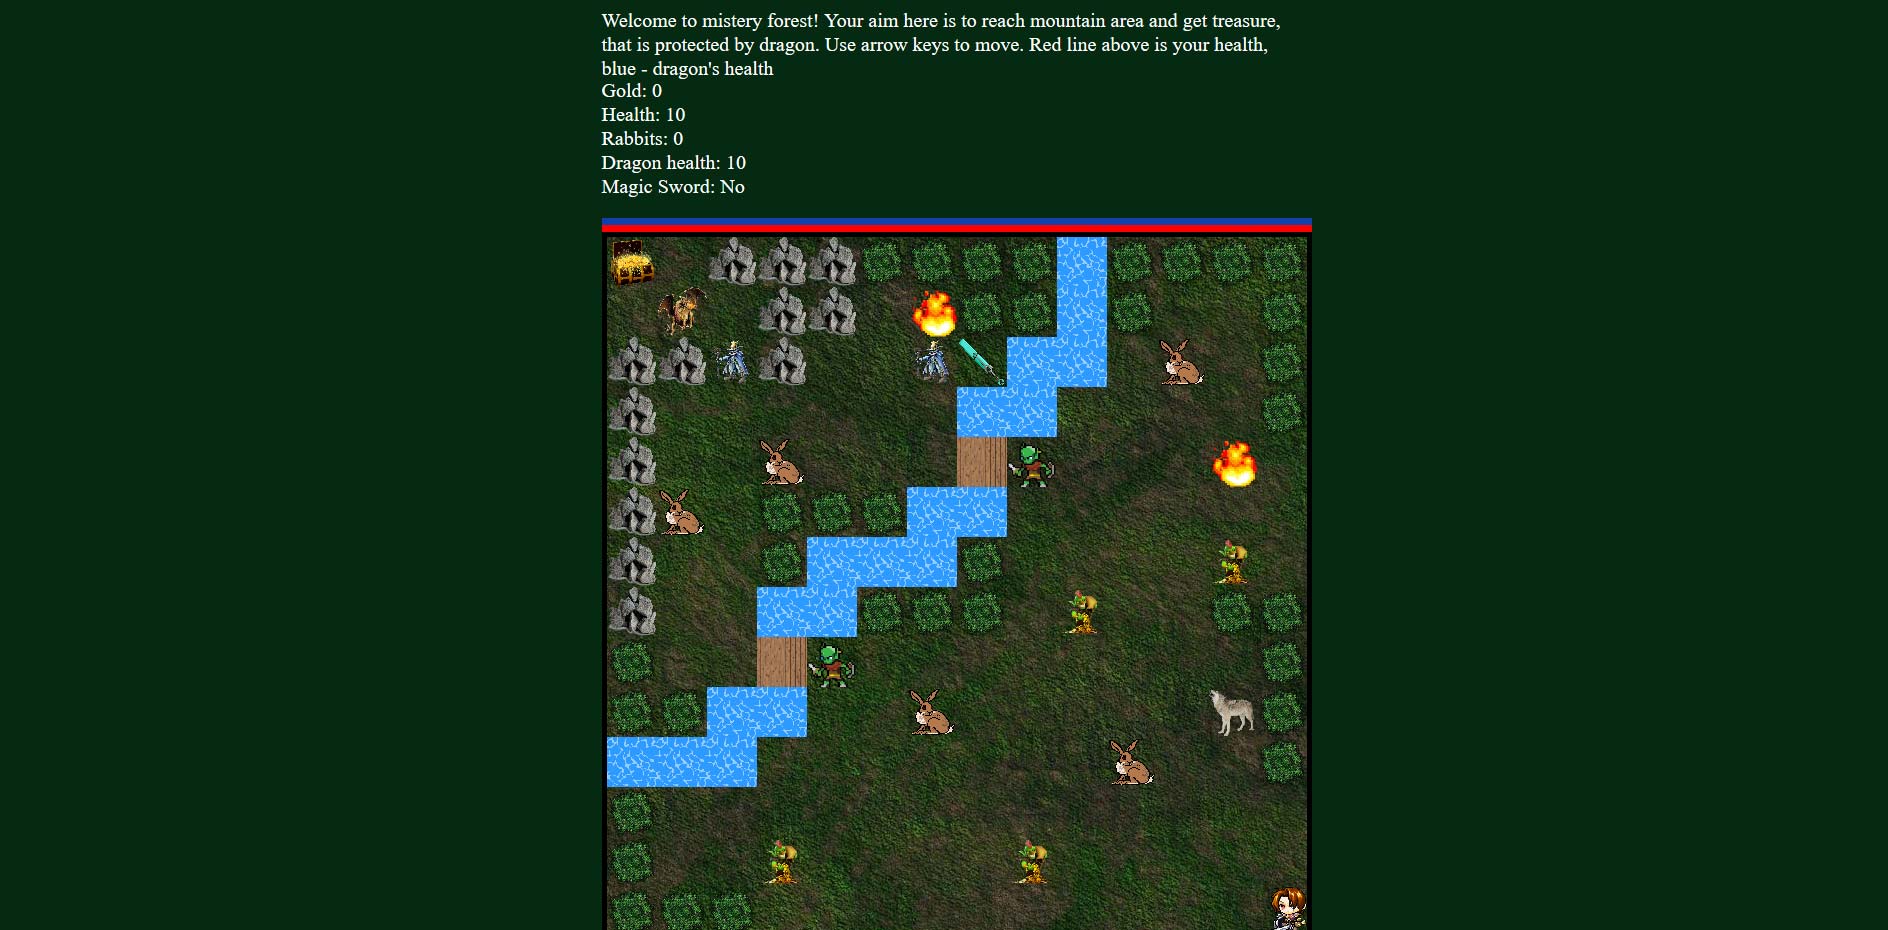 Welcome to mistery forest! Your aim here is to reach mountain area and get treasure,
that is protected by dragon. Use arrow keys to move. Red line above is your health,
blue - dragon's health
Gold: 0
Health: 10
Rabbits: 0
Dragon health: 10
Magic Sword: No